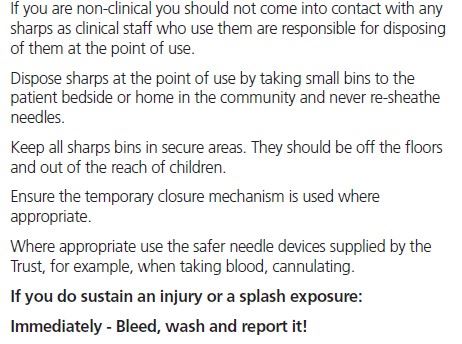 If you are non-clinical you should not come into contact with any
sharps as clinical staff who use them are responsible for disposing
of them at the point of use.
Dispose sharps at the point of use by taking small bins to the
patient bedside or home in the community and never re-sheathe
needles.
Keep all sharps bins in secure areas. They should be off the floors
and out of the reach of children.
Ensure the temporary closure mechanism is used where
appropriate.
Where appropriate use the safer needle devices supplied by the
Trust, for example, when taking blood, cannulating.
If you do sustain an injury or a splash exposure:
Immediately - Bleed, wash and report it!